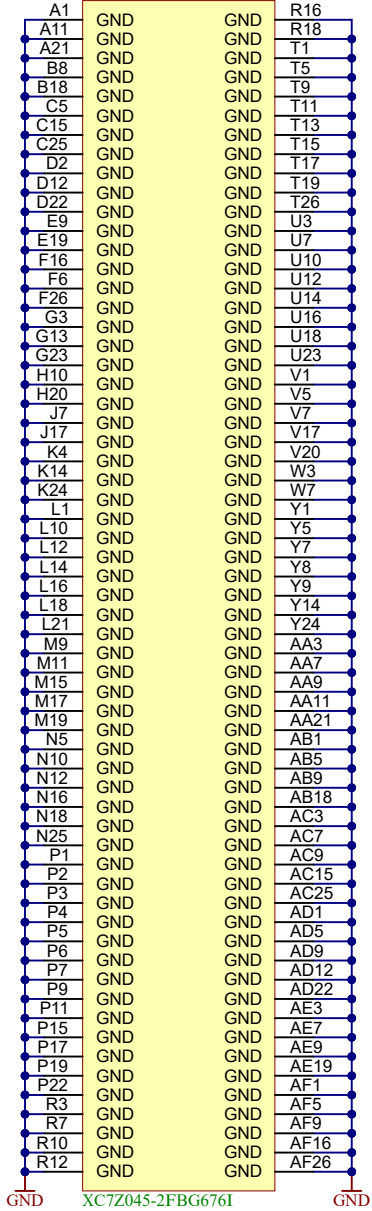 A1 GND GND R16
A11 GND GND R18
A21 GND GND T1
B8 GND GND T5
B18 GND GND T9
C5 GND GND T11
C15 GND GND T13
C25 GND GND T15
D2 GND GND T17
D12 GND GND T19
D22 GND GND T26
E9 GND GND U3
E19 GND GND U7
F16 GND GND U10
F6 GND GND U12
F26 GND GND U14
G3 GND GND U16
G13 GND GND U18
G23 GND GND U23
H10 GND GND V1
H20 GND GND V5
J7 GND GND V7
J17 GND GND V17
K4 GND GND V20
K14 GND GND W3
K24 GND GND W7
L1 GND GND Y1
L10 GND GND Y5
L12 GND GND Y7
L14 GND GND Y8
L16 GND GND Y9
L18 GND GND Y14
L21 GND GND Y24
M9 GND GND AA3
M11 GND GND AA7
M15 GND GND AA9
M17 GND GND AA11
M19 GND GND AA21
N5 GND GND AB1
N10 GND GND AB5
N12 GND GND AB9
N16 GND GND AB18
N18 GND GND AC3
N25 GND GND AC7
P1 GND GND AC9
P2 GND GND AC15
P3 GND GND AC25
P4 GND GND AD1
P5 GND GND AD5
P6 GND GND AD9
P7 GND GND AD12
P9 GND GND AD22
P11 GND GND AE3
P15 GND GND AE7
P17 GND GND AE9
P19 GND GND AE19
P22 GND GND AF1
R3 GND GND AF5
R7 GND GND AF9
R10 GND GND AF16
R12 GND GND AF26
GND XC7Z045-2FBG676I GND